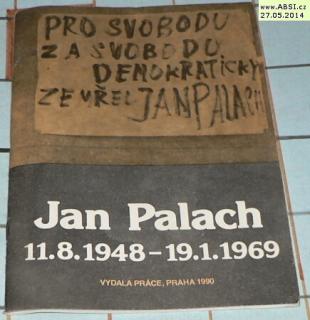 www.ABSI.cz
27.05.2014
PRO SVOBODU
ZA SVOBODU
DEMOKRATICKY
ZEVŘEL JAN PALACH
Jan Palach
11.8.1948 – 19.1.1969
VYDALA PRÁCE, PRAHA 1990